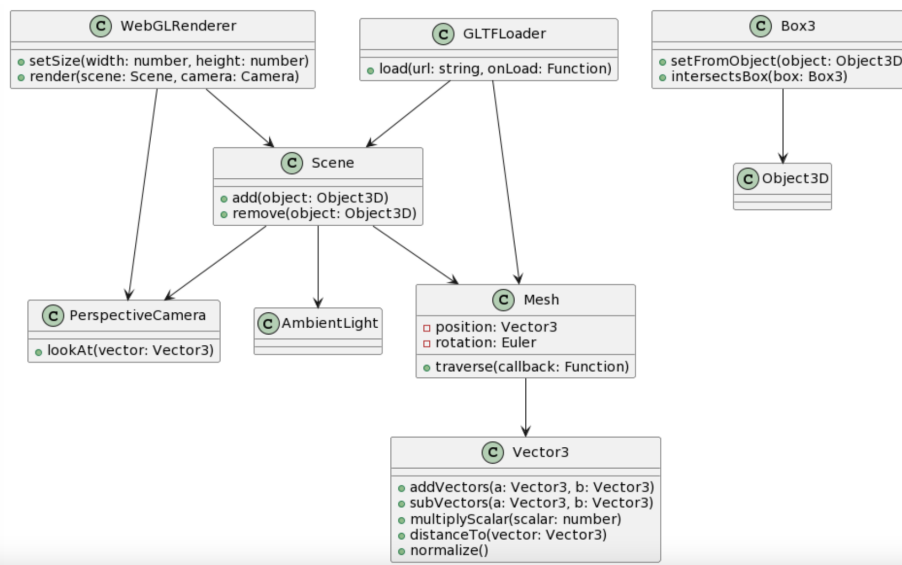 C WebGLRenderer
setSize(width: number, height: number)
render(scene: Scene, camera: Camera)
C GLTFLoader
load(url: string, onLoad: Function)
C Box3
setFromObject(object: Object3D
intersectsBox(box: Box3)
C Scene
add(object: Object3D)
remove(object: Object3D)
C Object3D
C PerspectiveCamera
lookAt(vector: Vector3)
C AmbientLight
C Mesh
position: Vector3
rotation: Euler
traverse(callback: Function)
C Vector3
addVectors(a: Vector3, b: Vector3)
subVectors(a: Vector3, b: Vector3)
multiplyScalar(scalar: number)
distanceTo(vector: Vector3)
normalize()